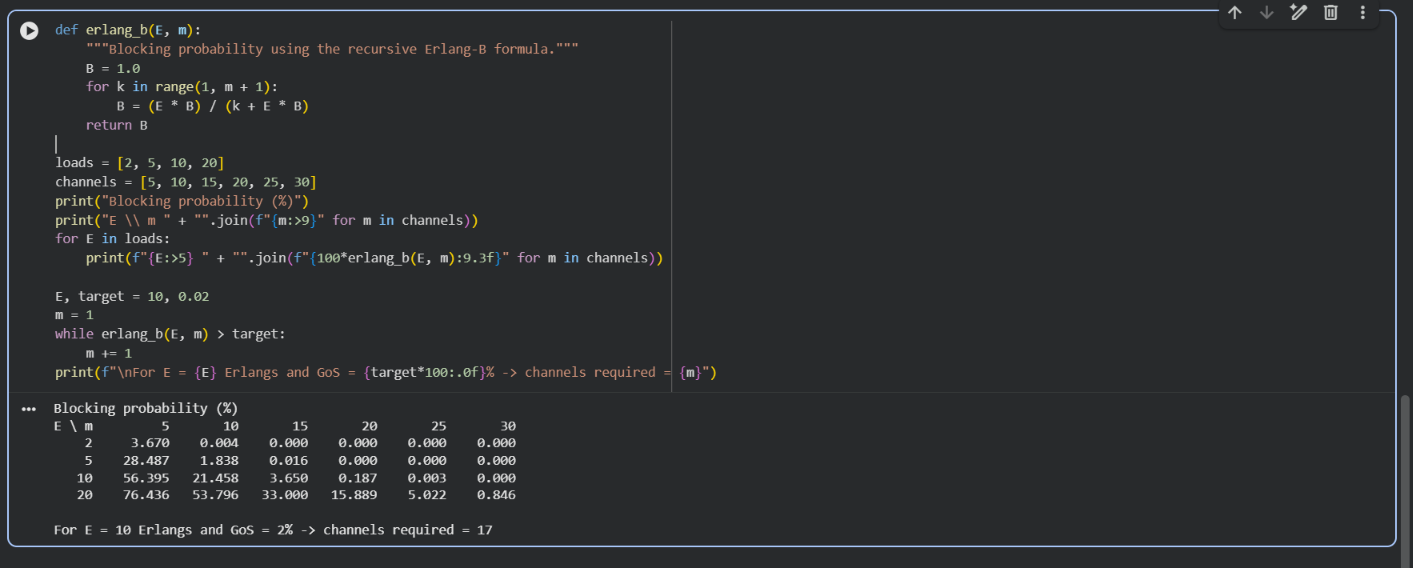 def erlang_b(E, m):
    """Blocking probability using the recursive Erlang-B formula."""
    B = 1.0
    for k in range(1, m + 1):
        B = (E * B) / (k + E * B)
    return B

loads = [2, 5, 10, 20]
channels = [5, 10, 15, 20, 25, 30]
print("Blocking probability (%)")
print("E \\ m " + "".join(f"{m:>9}" for m in channels))
for E in loads:
    print(f"{E:>5} " + "".join(f"{100*erlang_b(E, m):9.3f}" for m in channels))

E, target = 10, 0.02
m = 1
while erlang_b(E, m) > target:
    m += 1
print(f"\nFor E = {E} Erlangs and GoS = {target*100:.0f}% -> channels required = {m}")
Blocking probability (%)
E \ m         5       10       15       20       25       30
    2     3.670    0.004    0.000    0.000    0.000    0.000
    5    28.487    1.838    0.016    0.000    0.000    0.000
   10    56.395   21.458    3.650    0.187    0.003    0.000
   20    76.436   53.796   33.000   15.889    5.022    0.846

For E = 10 Erlangs and GoS = 2% -> channels required = 17